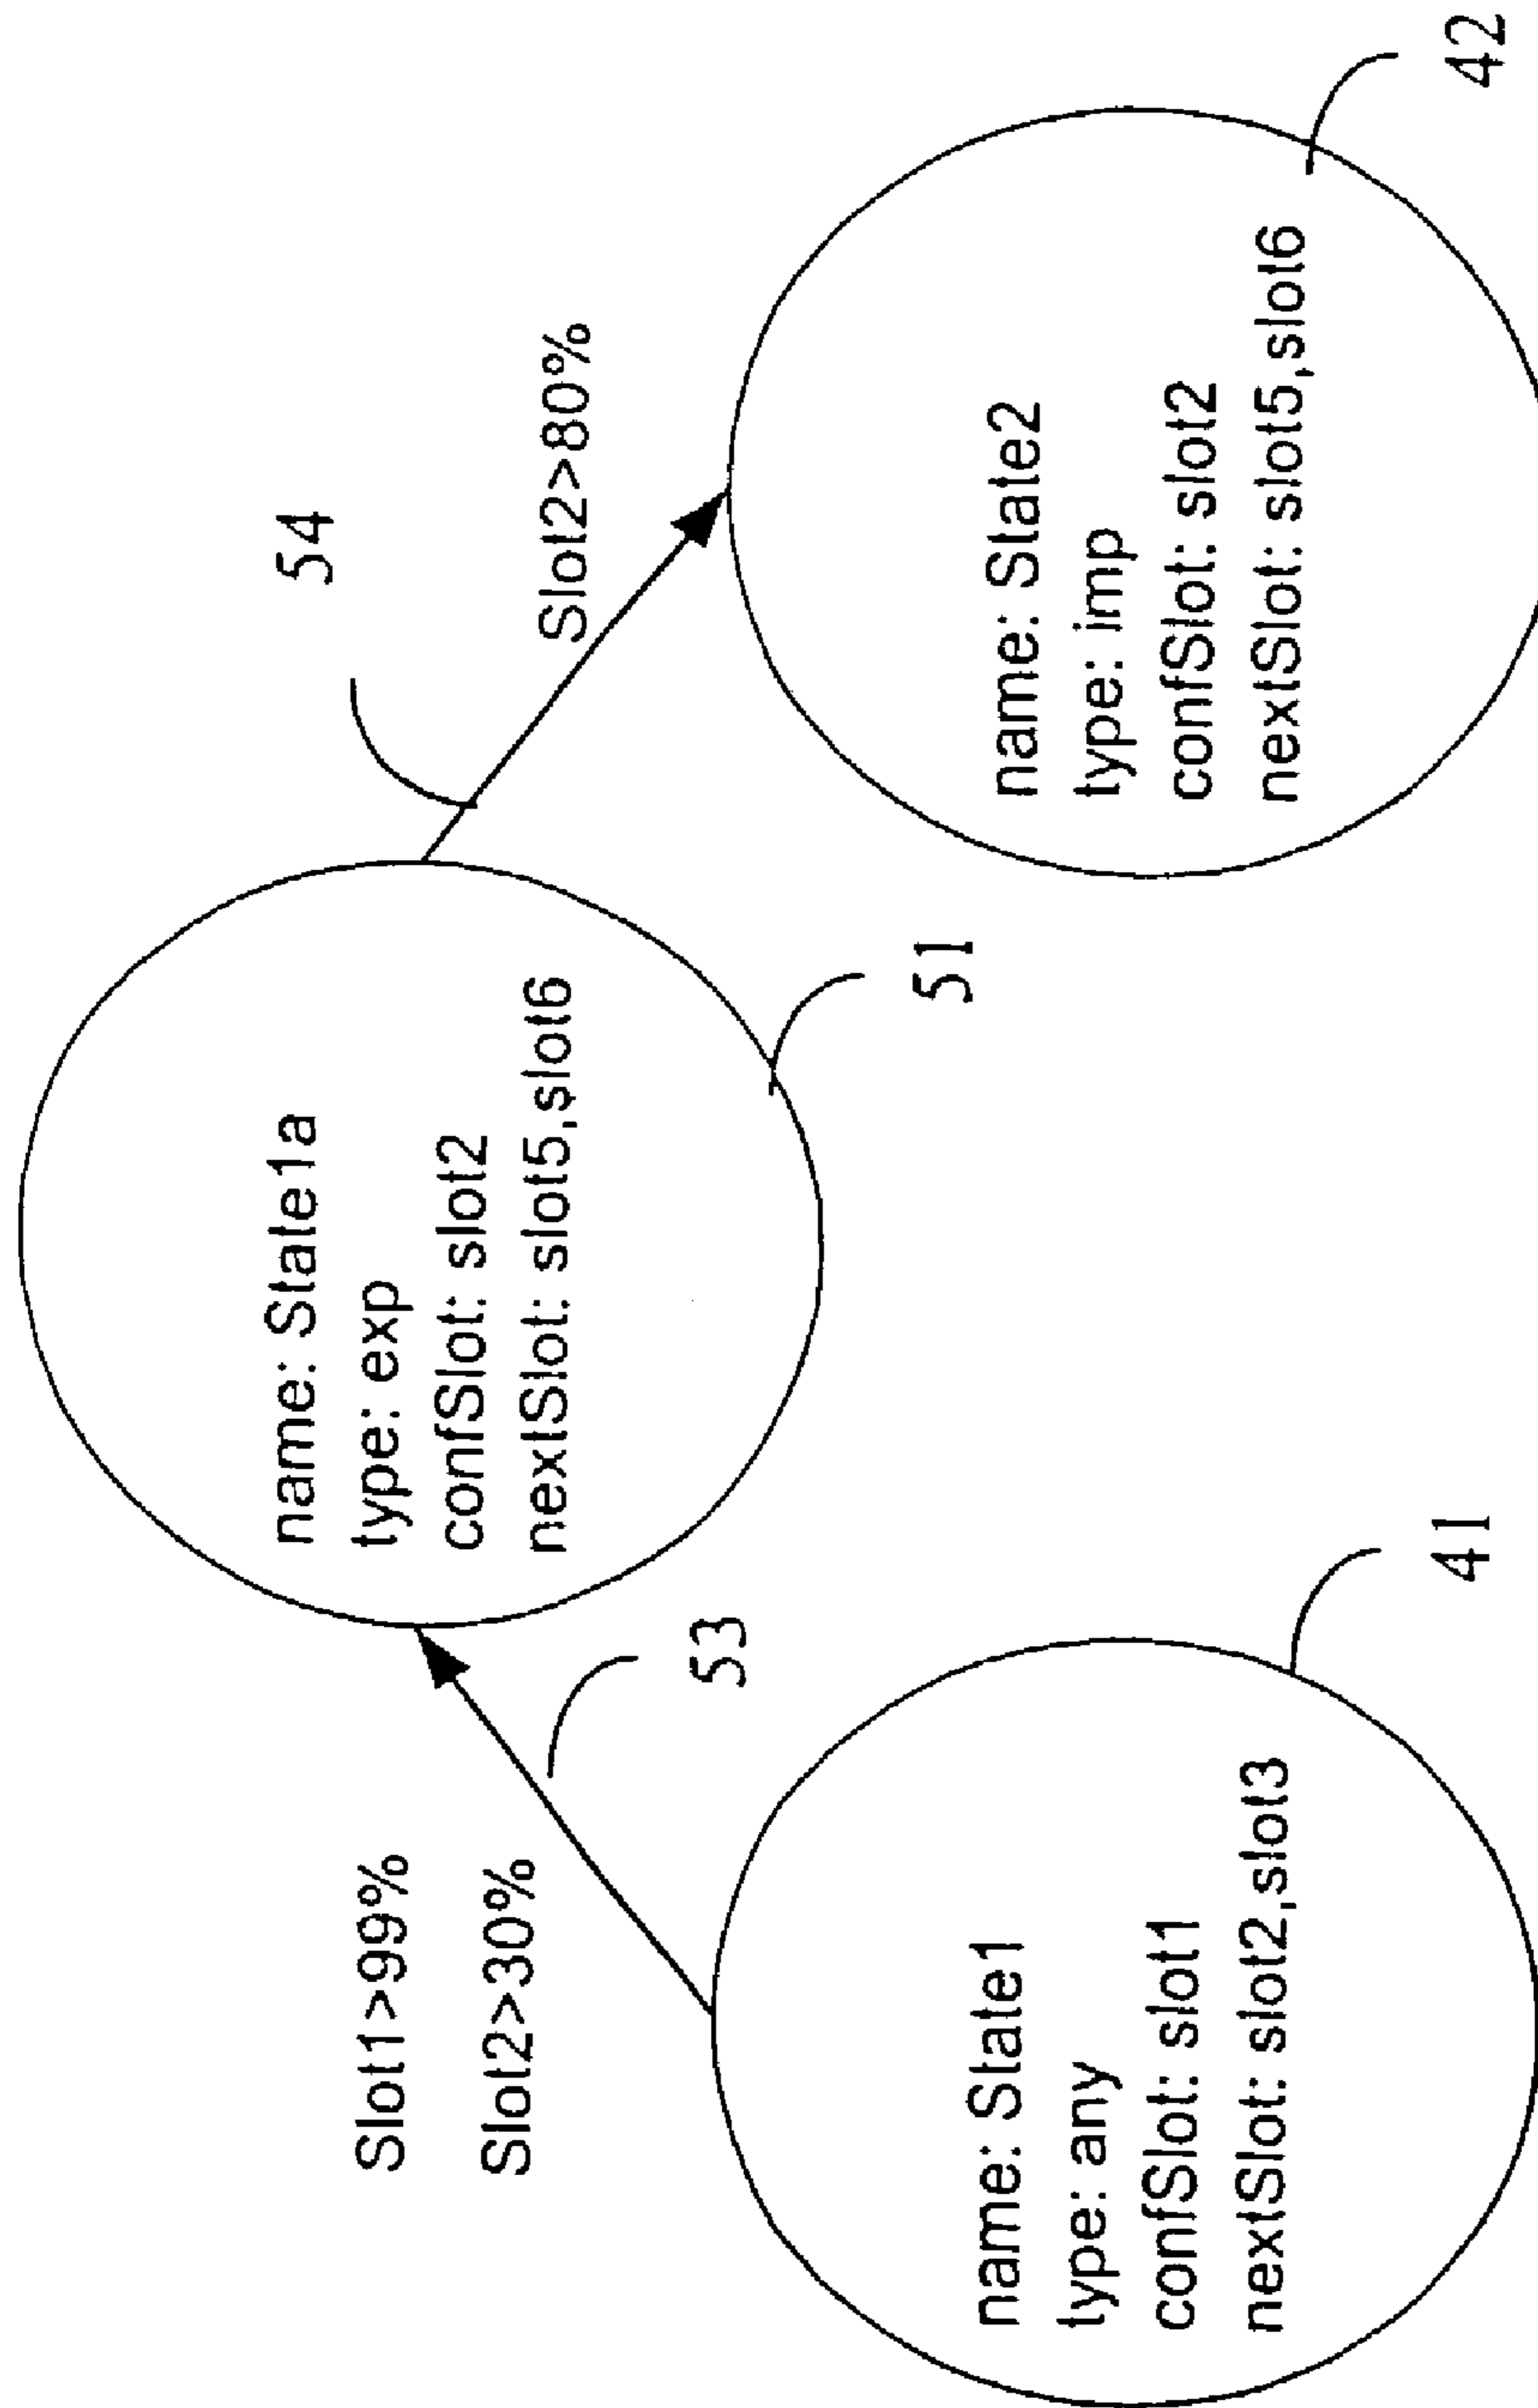 54
name: State1a
type: exp
confSlot: slot2
nextSlot: slot5,slot6
Slot1>99%
Slot2>30%
Slot2>80%
53
51
name: State1
type: any
confSlot: slot1
nextSlot: slot2,slot3
41
name: State2
type: imp
confSlot: slot2
nextSlot: slot5,slot6
42